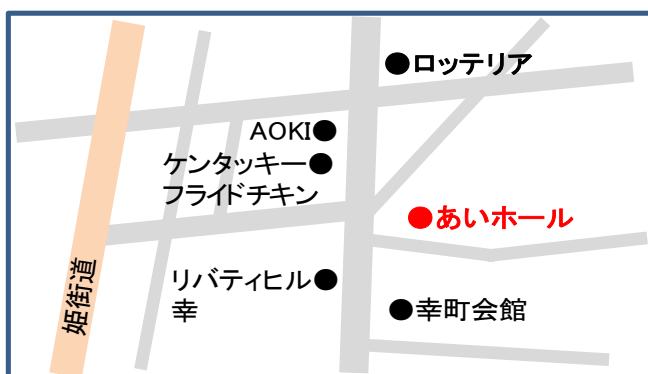 ●ロッテリア
AOKI●
ケンタッキー●
フライドチキン
●あいホール
リバティヒル●
幸
●幸町会館
姫街道